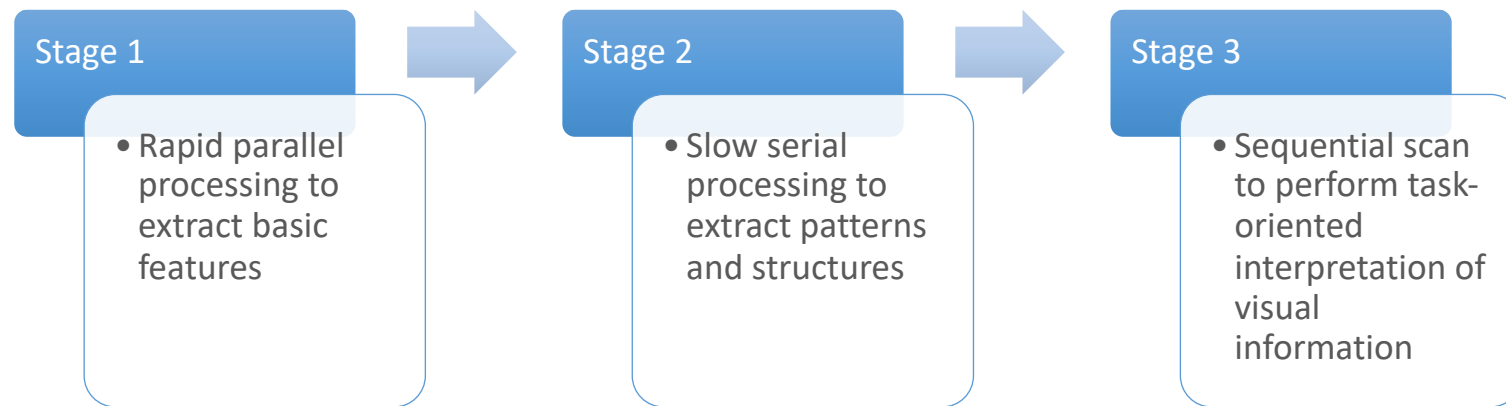 Stage 1
• Rapid parallel
processing to
extract basic
features
Stage 2
• Slow serial
processing to
extract patterns
and structures
Stage 3
• Sequential scan
to perform task-
oriented
interpretation of
visual
information